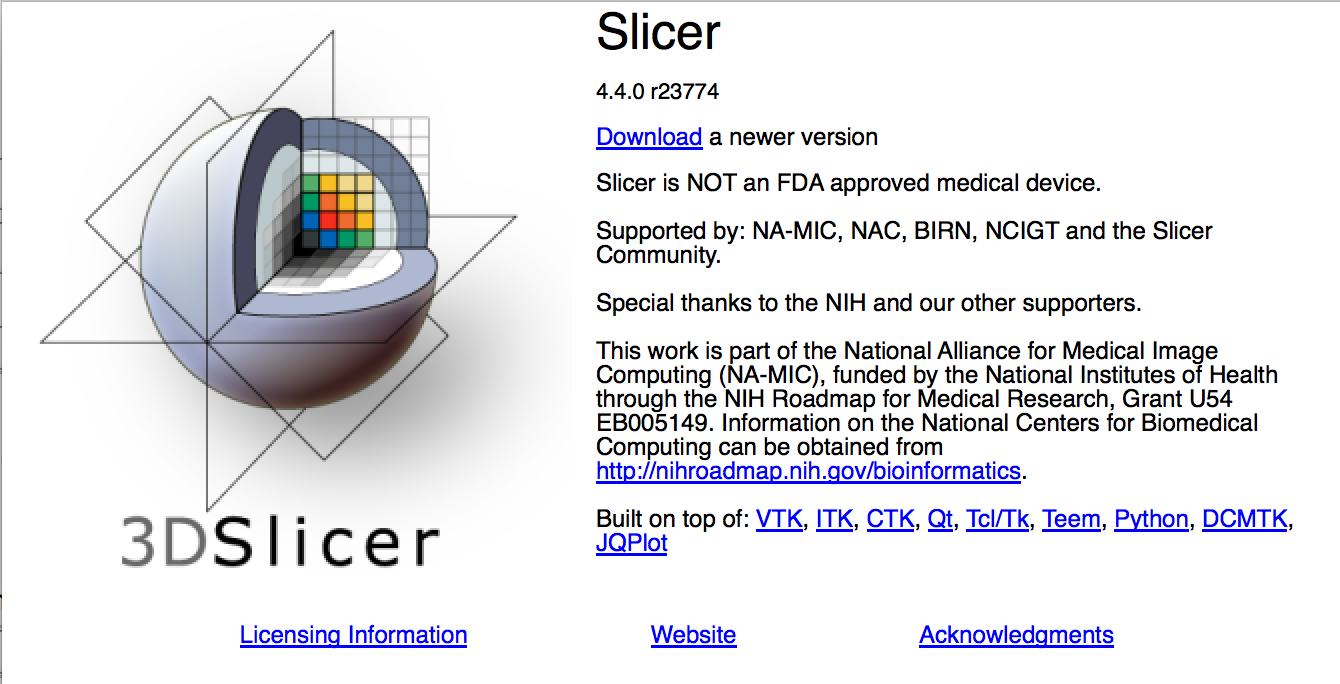 Slicer
4.4.0 r23774
Download a newer version
Slicer is NOT an FDA approved medical device.
Supported by: NA-MIC, NAC, BIRN, NCIGT and the Slicer
Community.
Special thanks to the NIH and our other supporters.
This work is part of the National Alliance for Medical Image
Computing (NA-MIC), funded by the National Institutes of Health
through the NIH Roadmap for Medical Research, Grant U54
EB005149. Information on the National Centers for Biomedical
Computing can be obtained from
http://nihroadmap.nih.gov/bioinformatics.
Built on top of: VTK, ITK, CTK, Qt, Tcl/Tk, Teem, Python, DCMTK,
JQPlot
3DSlicer
Licensing Information
Website
Acknowledgments